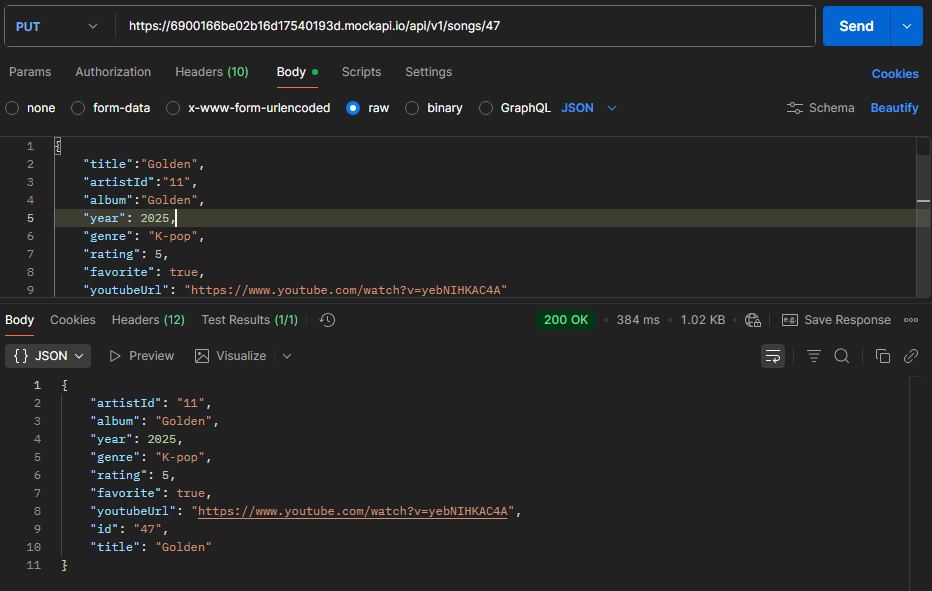 PUT https://6900166be02b16d17540193d.mockapi.io/api/v1/songs/47 Send
Params Authorization Headers (10) Body Scripts Settings Cookies
none form-data x-www-form-urlencoded raw binary GraphQL JSON Schema Beautify
1 {
2 "title":"Golden",
3 "artistId":"11",
4 "album":"Golden",
5 "year": 2025,
6 "genre": "K-pop",
7 "rating": 5,
8 "favorite": true,
9 "youtubeUrl": "https://www.youtube.com/watch?v=yebNIHKAC4A"
Body Cookies Headers (12) Test Results (1/1) 200 OK 384 ms 1.02 KB e.g. Save Response
{} JSON Preview Visualize
1 {
2 "artistId": "11",
3 "album": "Golden",
4 "year": 2025,
5 "genre": "K-pop",
6 "rating": 5,
7 "favorite": true,
8 "youtubeUrl": "https://www.youtube.com/watch?v=yebNIHKAC4A",
9 "id": "47",
10 "title": "Golden"
11 }